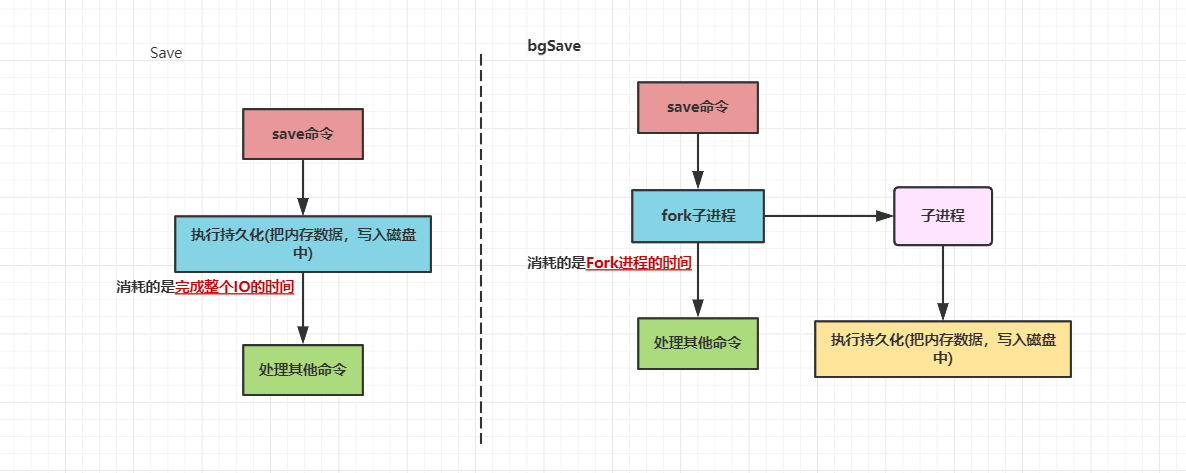 Save
save命令
执行持久化(把内存数据，写入磁盘
中)
消耗的是完成整个IO的时间
处理其他命令
bgSave
save命令
fork子进程
子进程
消耗的是Fork进程的时间
处理其他命令
执行持久化(把内存数据，写入磁盘
中)